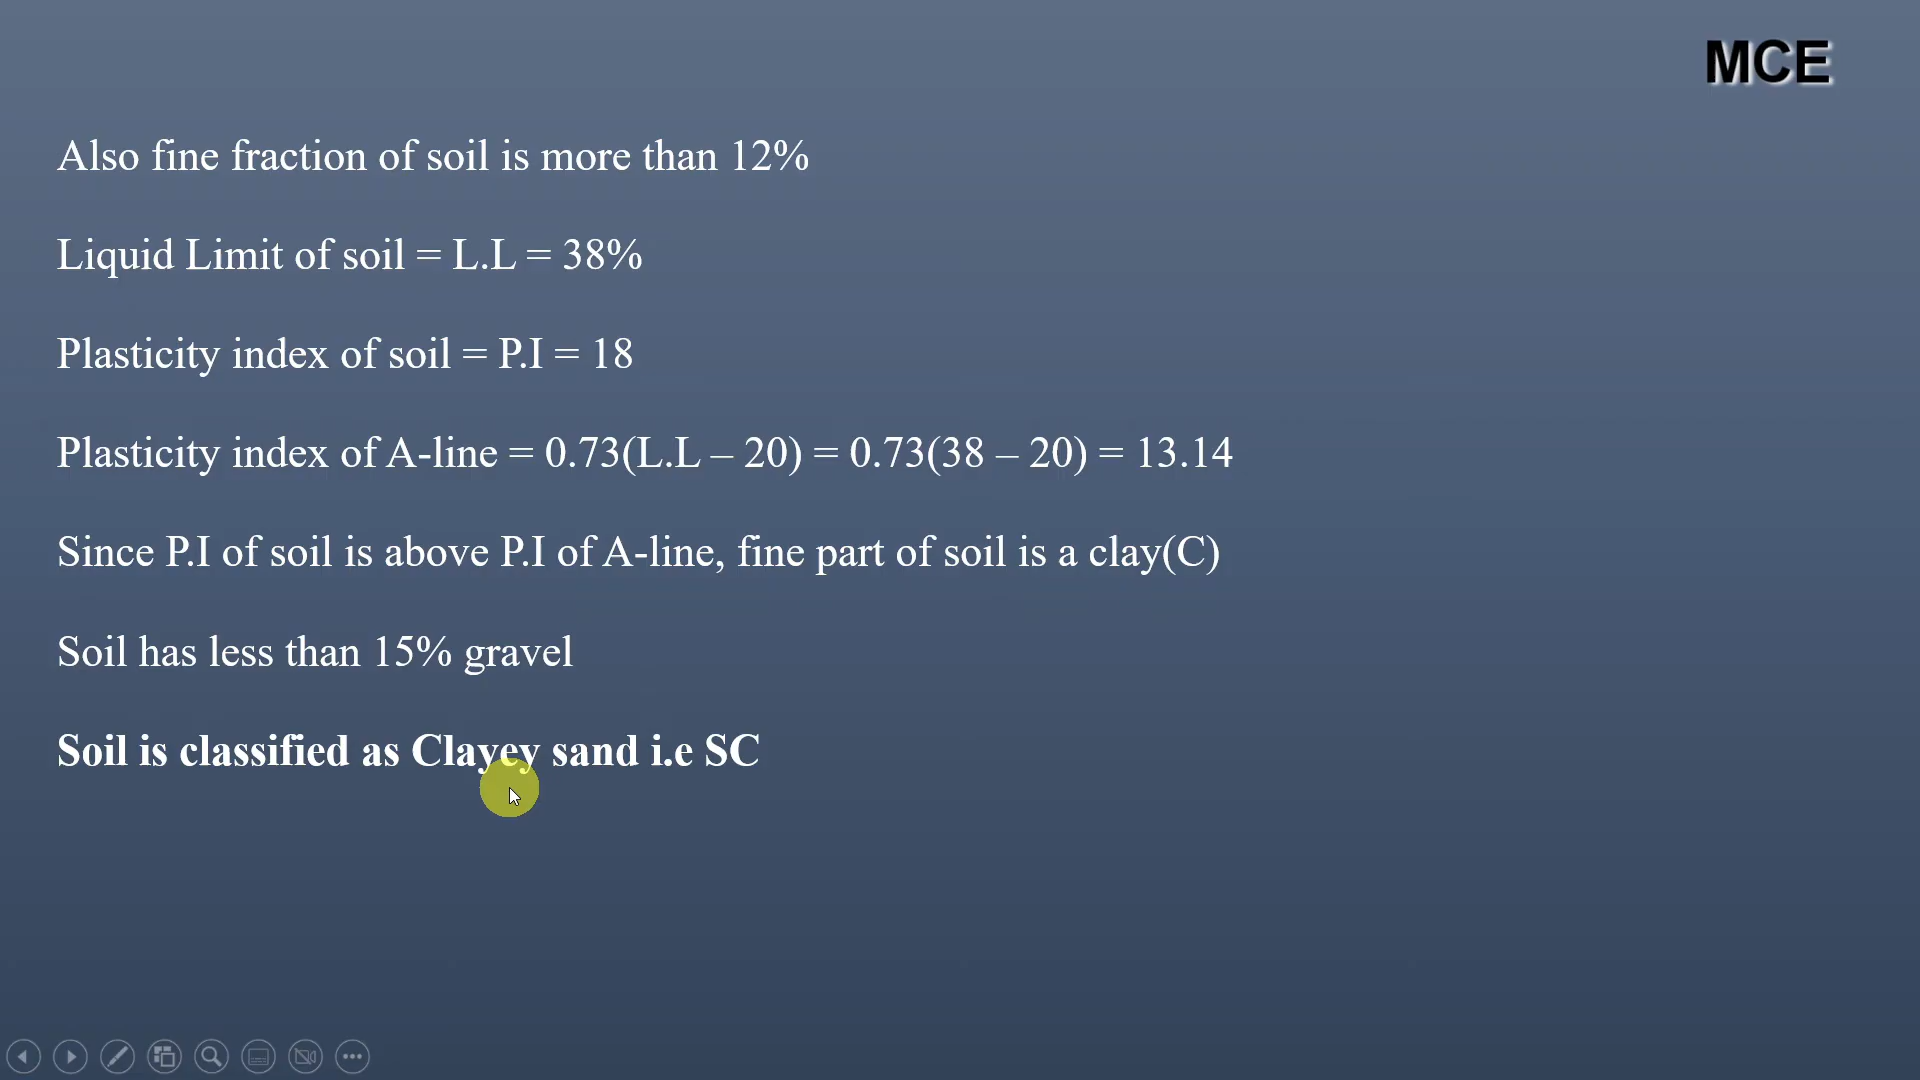 MCE
Also fine fraction of soil is more than 12%
Liquid Limit of soil = L.L = 38%
Plasticity index of soil = P.I = 18
Plasticity index of A-line = 0.73(L.L – 20) = 0.73(38 – 20) = 13.14
Since P.I of soil is above P.I of A-line, fine part of soil is a clay(C)
Soil has less than 15% gravel
Soil is classified as Clayey sand i.e SC